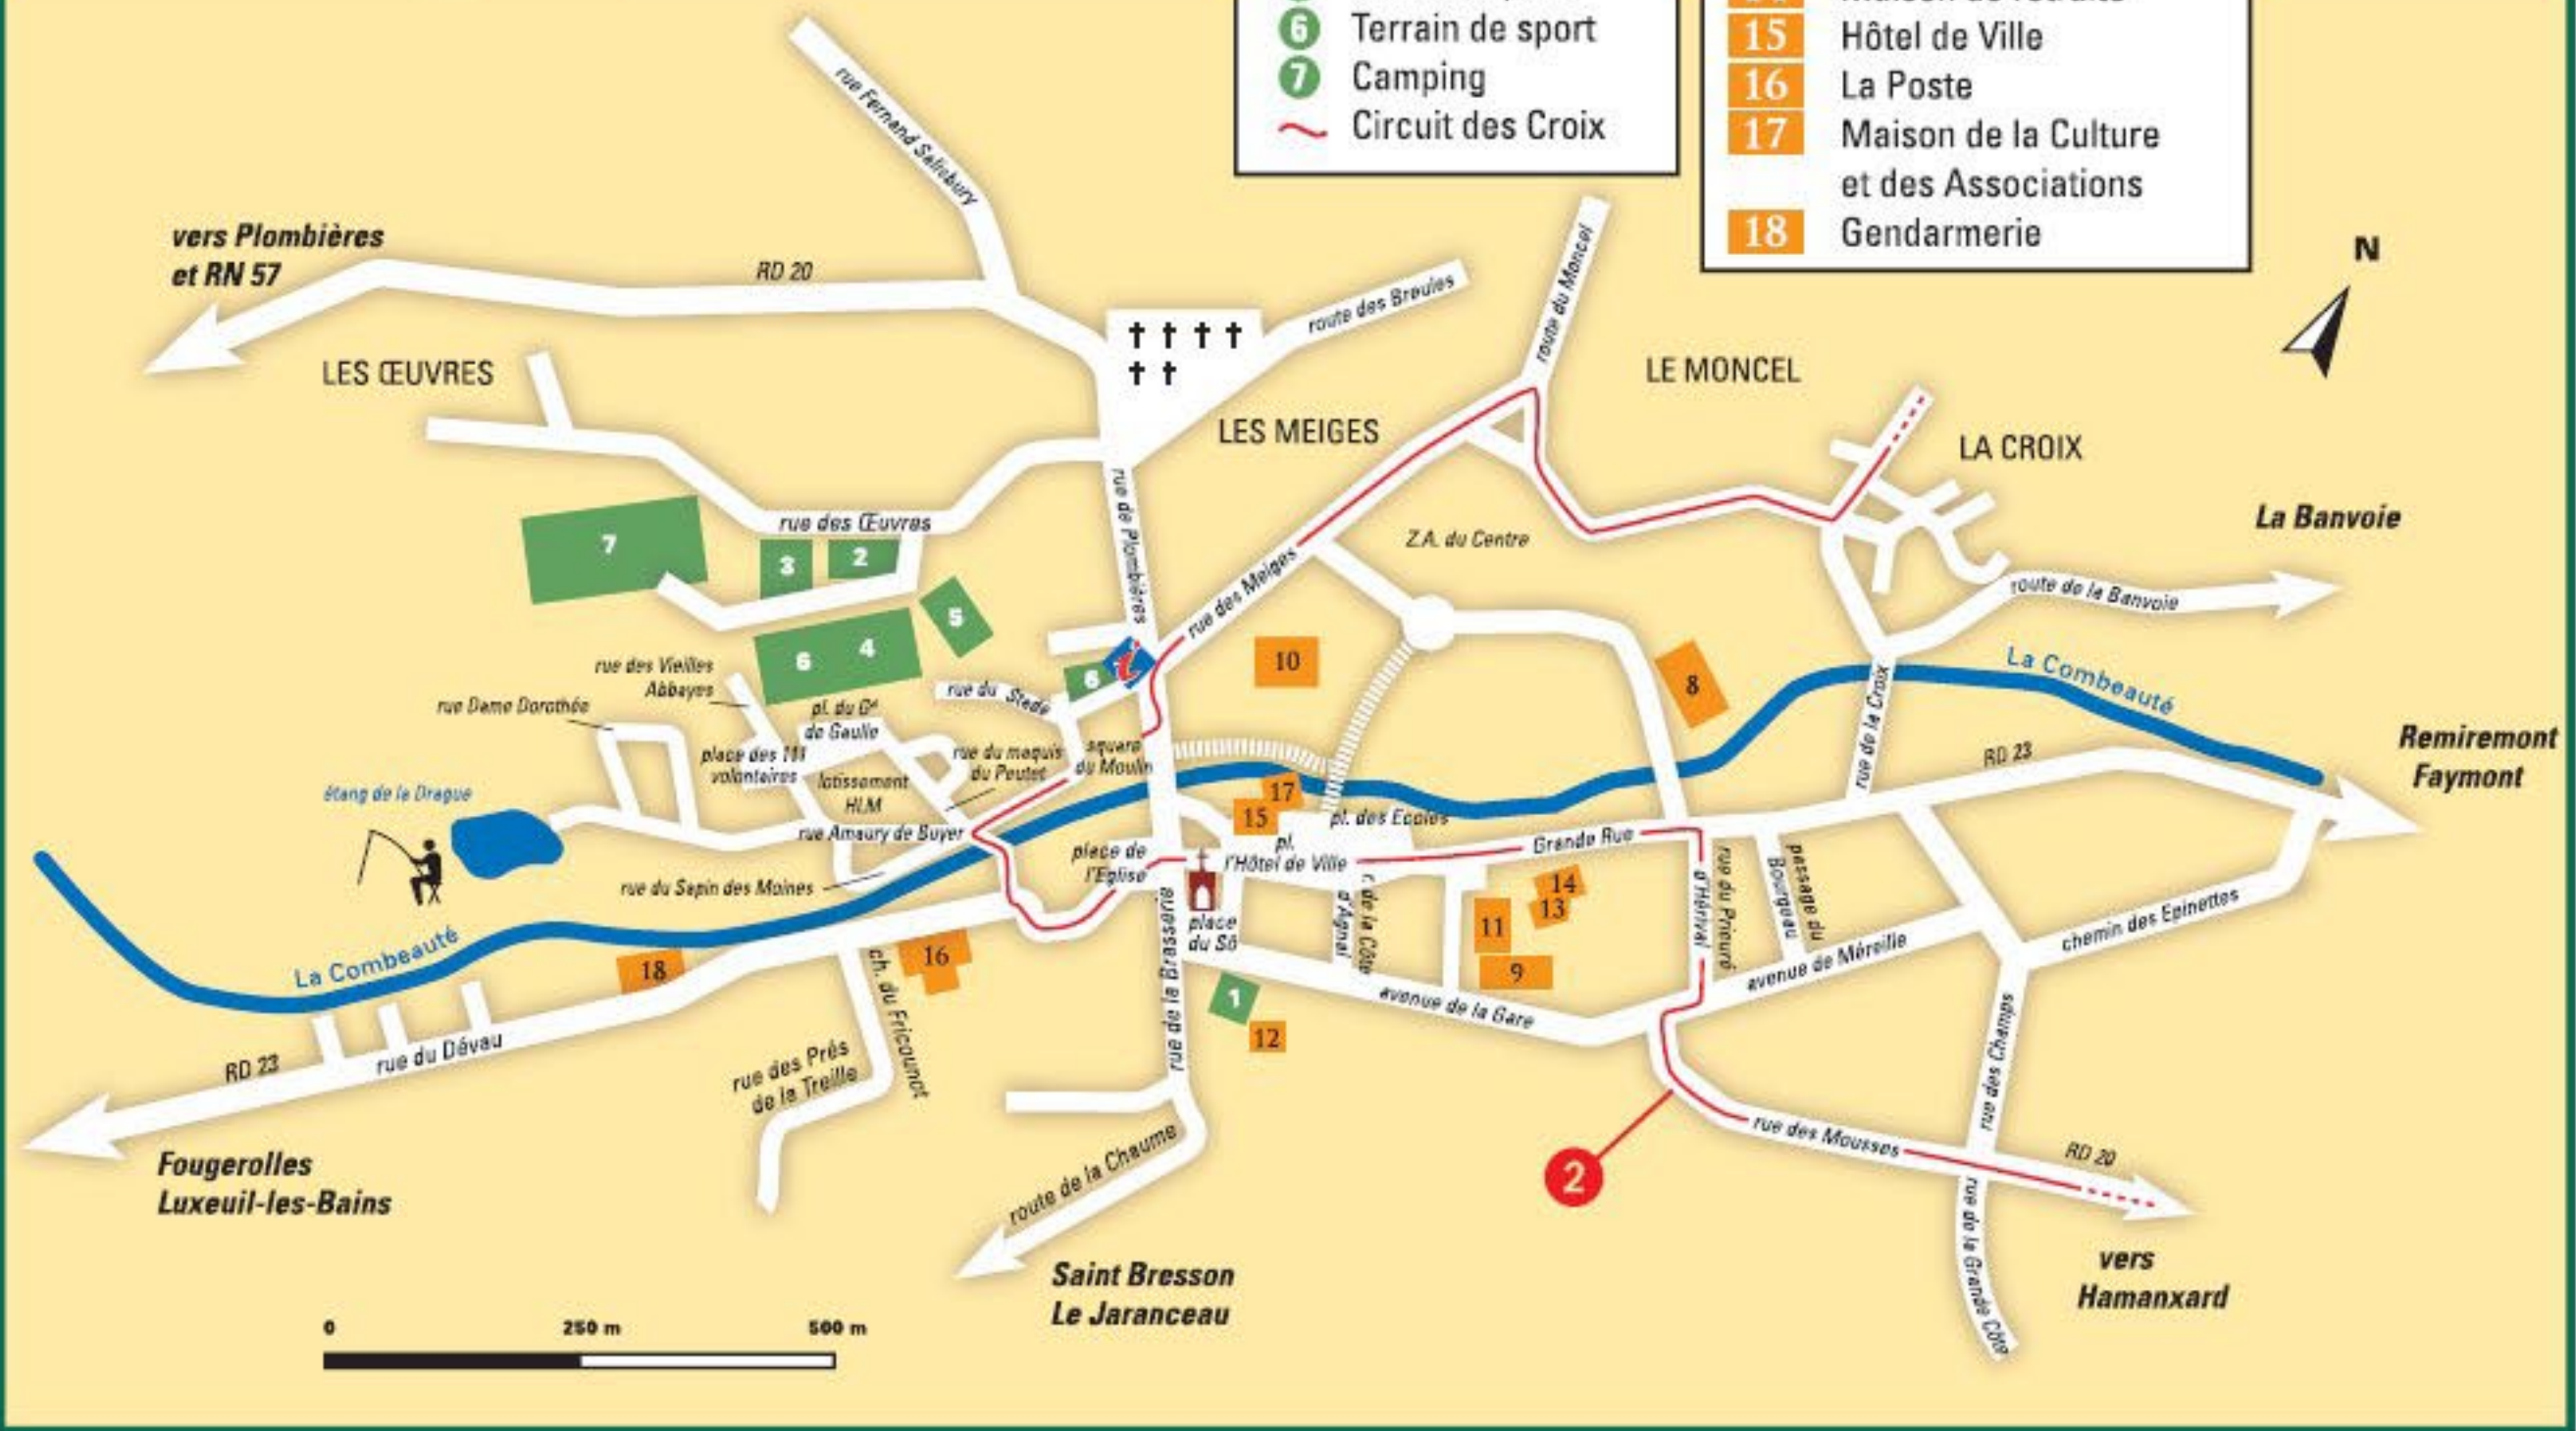 6 Terrain de sport
7 Camping
Circuit des Croix
15 Hôtel de Ville
16 La Poste
17 Maison de la Culture
et des Associations
18 Gendarmerie
N
rue Fernand Salrebury
vers Plombières
et RN 57
RD 20
route des Breules
route du Moncel
LES ŒUVRES
LES MEIGES
LE MONCEL
LA CROIX
La Banvoie
rue de Plombières
rue des Œuvres
Z.A. du Centre
7
3
2
5
6
4
rue des Meiges
route de la Banvoie
i
6
10
8
La Combeauté
rue des Vieilles
Abbayes
rue Dame Dorothée
rue du Stade
pl. du Gal
de Gaulle
place des 111
volontaires
lotissement
HLM
rue du maquis
du Peutet
square
du Moulin
rue de la Croix
RD 23
Remiremont
Faymont
étang de la Drague
17
15
pl. des Ecoles
rue Amaury de Buyer
place de
l'Eglise
pl.
l'Hôtel de Ville
Grande Rue
rue du Sapin des Moines
r. de la Côte
d'Agnal
14
13
11
9
d'Hérival
rue du Prieuré
passage du
Bourgeau
place
du Sô
avenue de Méreille
chemin des Epinettes
La Combeauté
18
16
ch. du Fricounot
rue de la Brasserie
1
12
avenue de la Gare
rue des Champs
RD 23
rue du Dévau
rue des Prés
de la Treille
Fougerolles
Luxeuil-les-Bains
route de la Chaume
2
rue des Mousses
RD 20
rue de la Grande Côte
Saint Bresson
Le Jaranceau
vers
Hamanxard
0 250 m 500 m